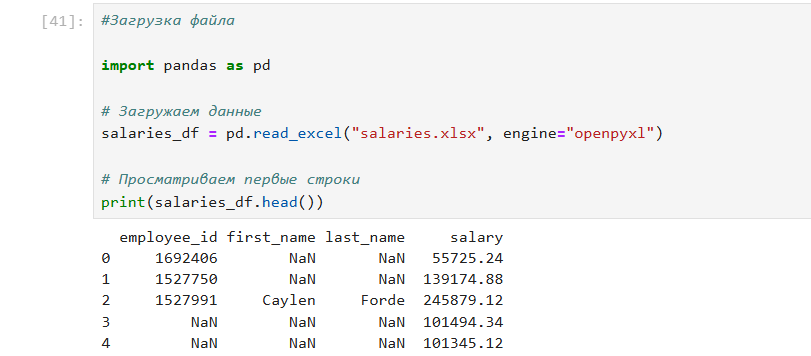 [41]: #Загрузка файла
import pandas as pd
# Загружаем данные
salaries_df = pd.read_excel("salaries.xlsx", engine="openpyxl")
# Просматриваем первые строки
print(salaries_df.head())
employee_id first_name last_name salary
0 1692406 NaN NaN 55725.24
1 1527750 NaN NaN 139174.88
2 1527991 Caylen Forde 245879.12
3 NaN NaN NaN 101494.34
4 NaN NaN NaN 101345.12